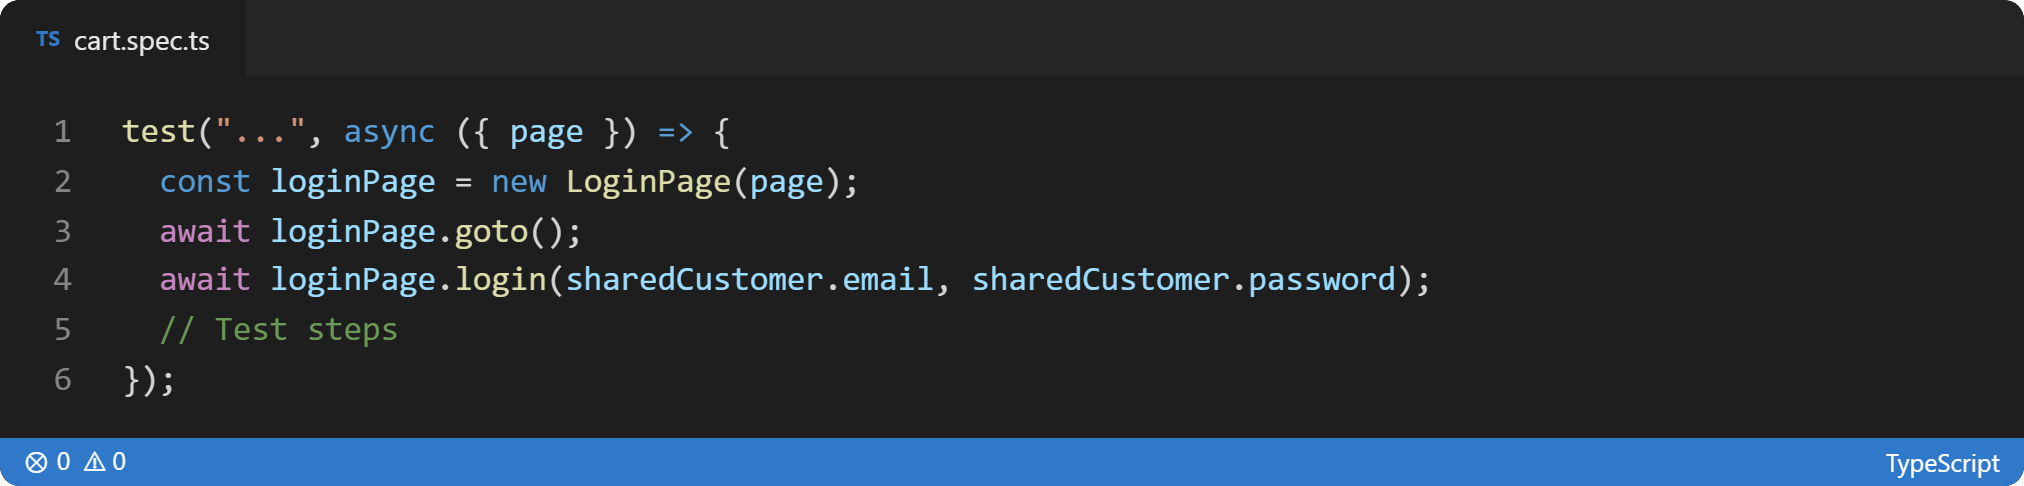 TS cart.spec.ts
1 test("...", async ({ page }) => {
2   const loginPage = new LoginPage(page);
3   await loginPage.goto();
4   await loginPage.login(sharedCustomer.email, sharedCustomer.password);
5   // Test steps
6 });
0 0 TypeScript